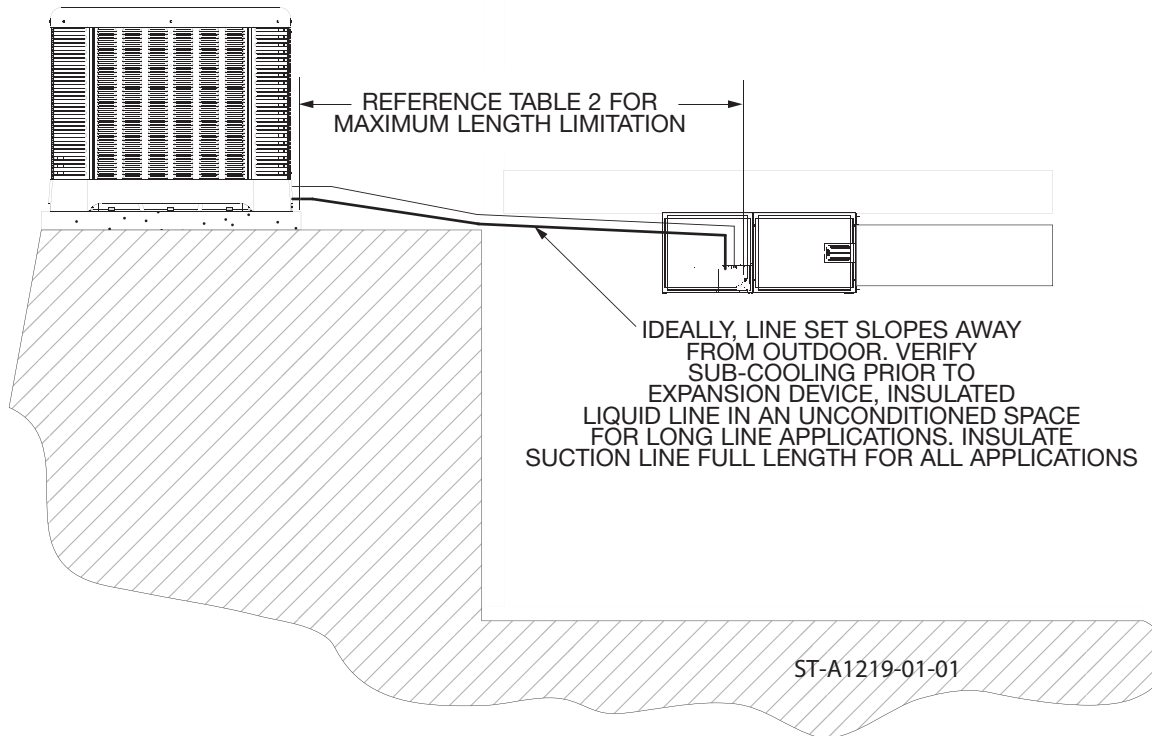 REFERENCE TABLE 2 FOR
MAXIMUM LENGTH LIMITATION
IDEALLY, LINE SET SLOPES AWAY
FROM OUTDOOR. VERIFY
SUB-COOLING PRIOR TO
EXPANSION DEVICE, INSULATED
LIQUID LINE IN AN UNCONDITIONED SPACE
FOR LONG LINE APPLICATIONS. INSULATE
SUCTION LINE FULL LENGTH FOR ALL APPLICATIONS
ST-A1219-01-01